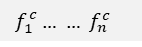 f₁ᶜ … … fₙᶜ